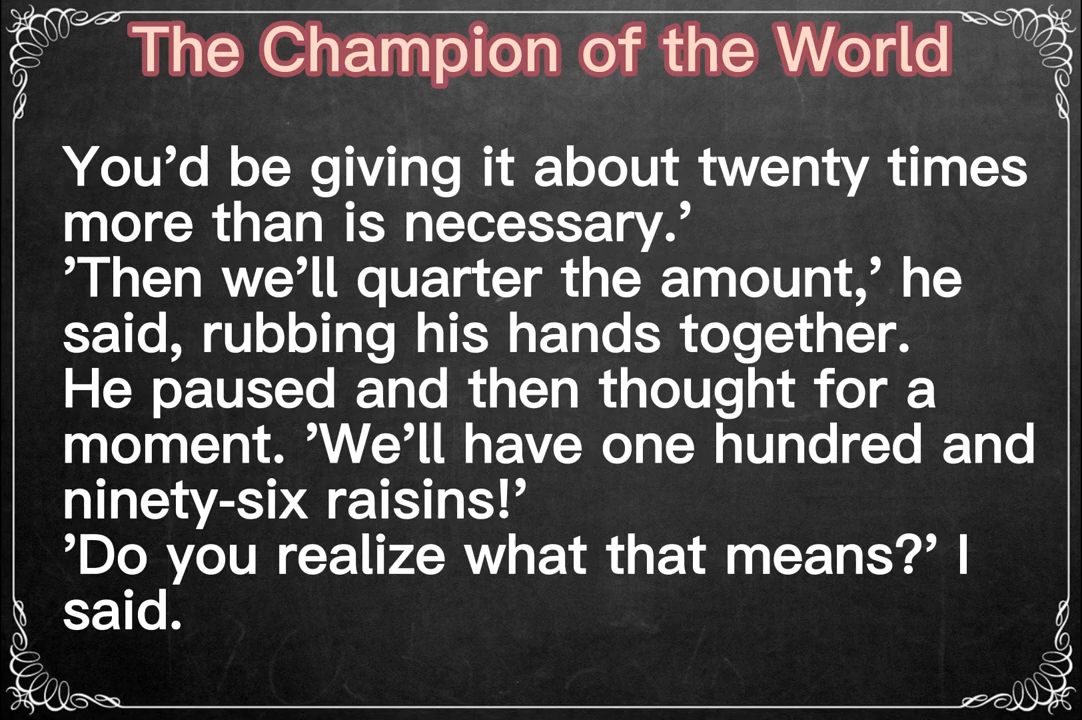 The Champion of the World
You’d be giving it about twenty times
more than is necessary.’
’Then we’ll quarter the amount,’ he
said, rubbing his hands together.
He paused and then thought for a
moment. ’We’ll have one hundred and
ninety-six raisins!’
’Do you realize what that means?’ I
said.